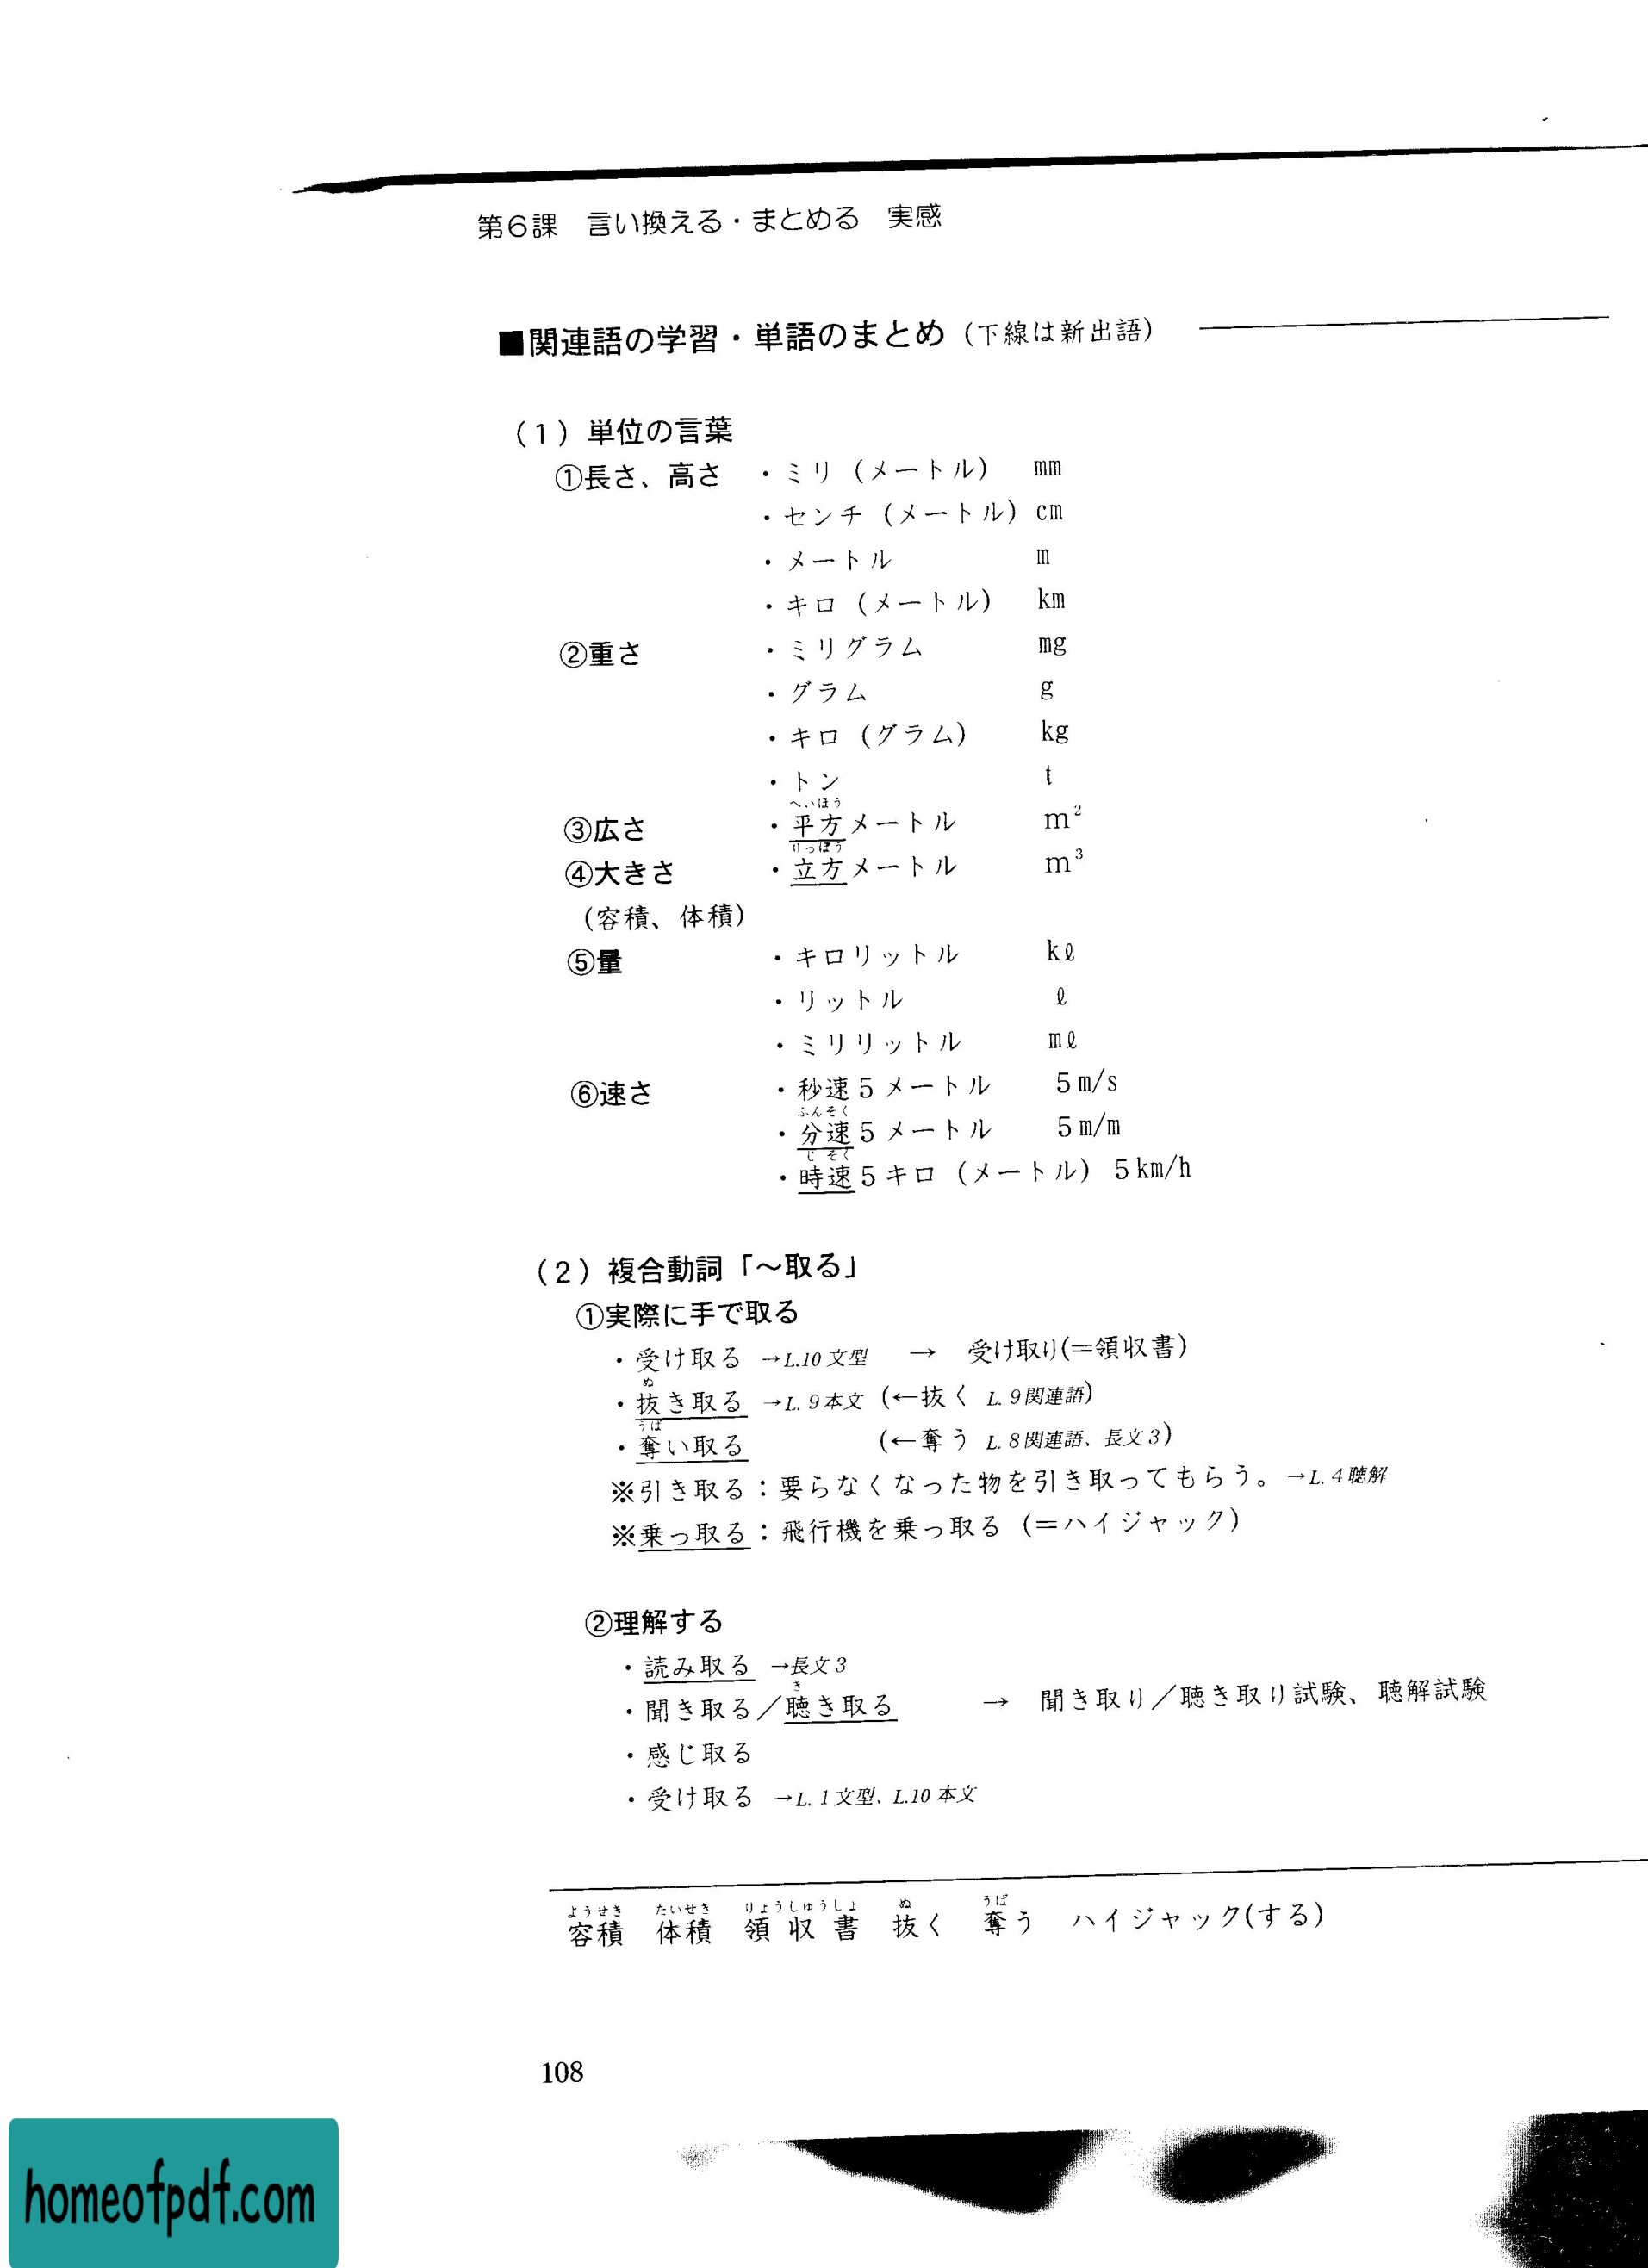 第6課　言い換える・まとめる　実感
■関連語の学習・単語のまとめ（下線は新出語）
（1）単位の言葉
①長さ、高さ　・ミリ（メートル）　mm
・センチ（メートル）cm
・メートル　m
・キロ（メートル）　km
②重さ　・ミリグラム　mg
・グラム　g
・キロ（グラム）　kg
・トン　t
へいほう
③広さ　・平方メートル　m²
りっぽう
④大きさ　・立方メートル　m³
（容積、体積）
⑤量　・キロリットル　kℓ
・リットル　ℓ
・ミリリットル　mℓ
⑥速さ　・秒速5メートル　5m/s
ふんそく
・分速5メートル　5m/m
じそく
・時速5キロ（メートル）5km/h
（2）複合動詞「～取る」
①実際に手で取る
・受け取る　→L.10文型　→　受け取り(＝領収書)
ぬ
・抜き取る　→L.9本文（←抜く　L.9関連語）
うば
・奪い取る　（←奪う　L.8関連語、長文3）
※引き取る：要らなくなった物を引き取ってもらう。→L.4聴解
※乗っ取る：飛行機を乗っ取る（＝ハイジャック）
②理解する
・読み取る　→長文3
き
・聞き取る／聴き取る　→　聞き取り／聴き取り試験、聴解試験
・感じ取る
・受け取る　→L.1文型、L.10本文
ようせき　たいせき　りょうしゅうしょ　ぬ　うば
容積　体積　領収書　抜く　奪う　ハイジャック(する)
108
homeofpdf.com